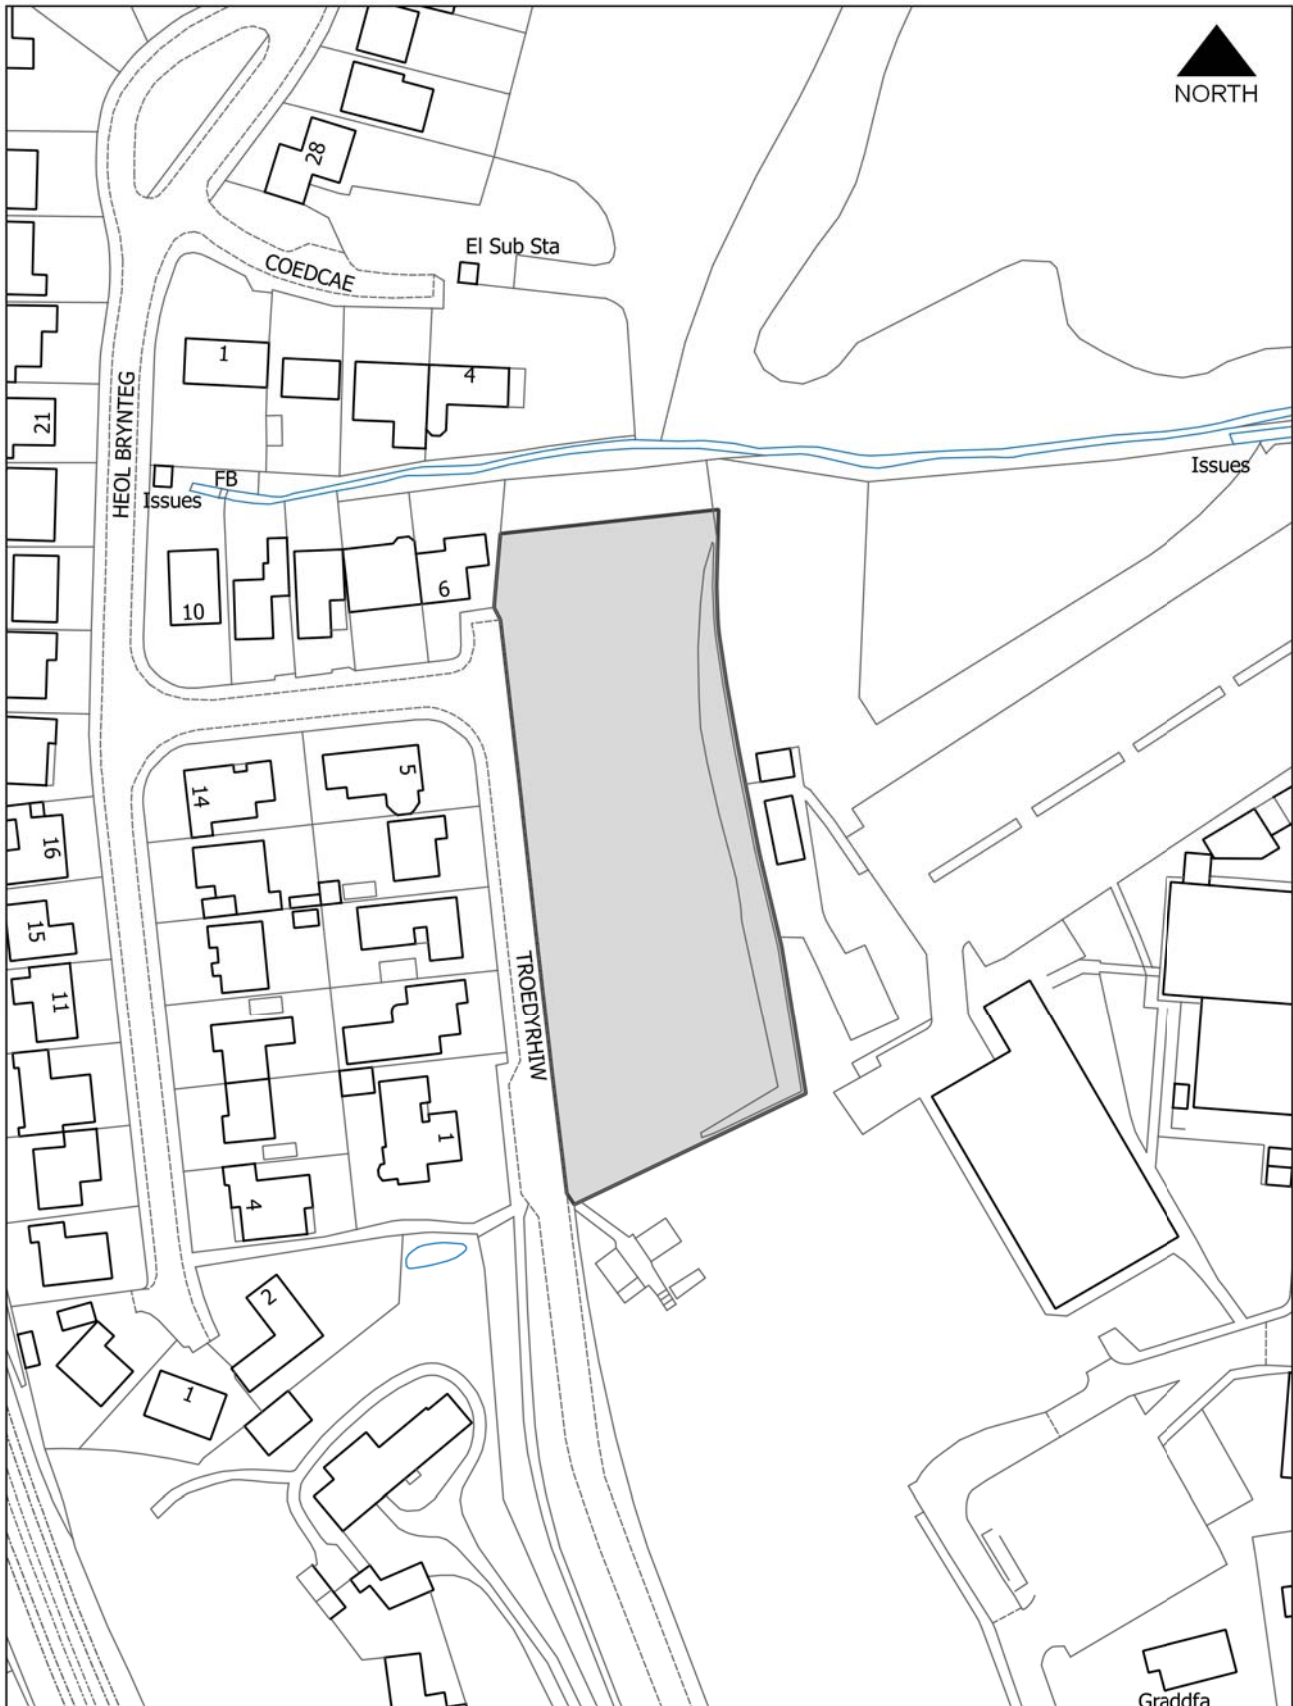 NORTH
28
El Sub Sta
COEDCAE
1
4
HEOL BRYNTEG
21
FB
Issues
Issues
10
6
14
5
16
15
11
TROEDYRHIW
1
4
2
1
Graddfa